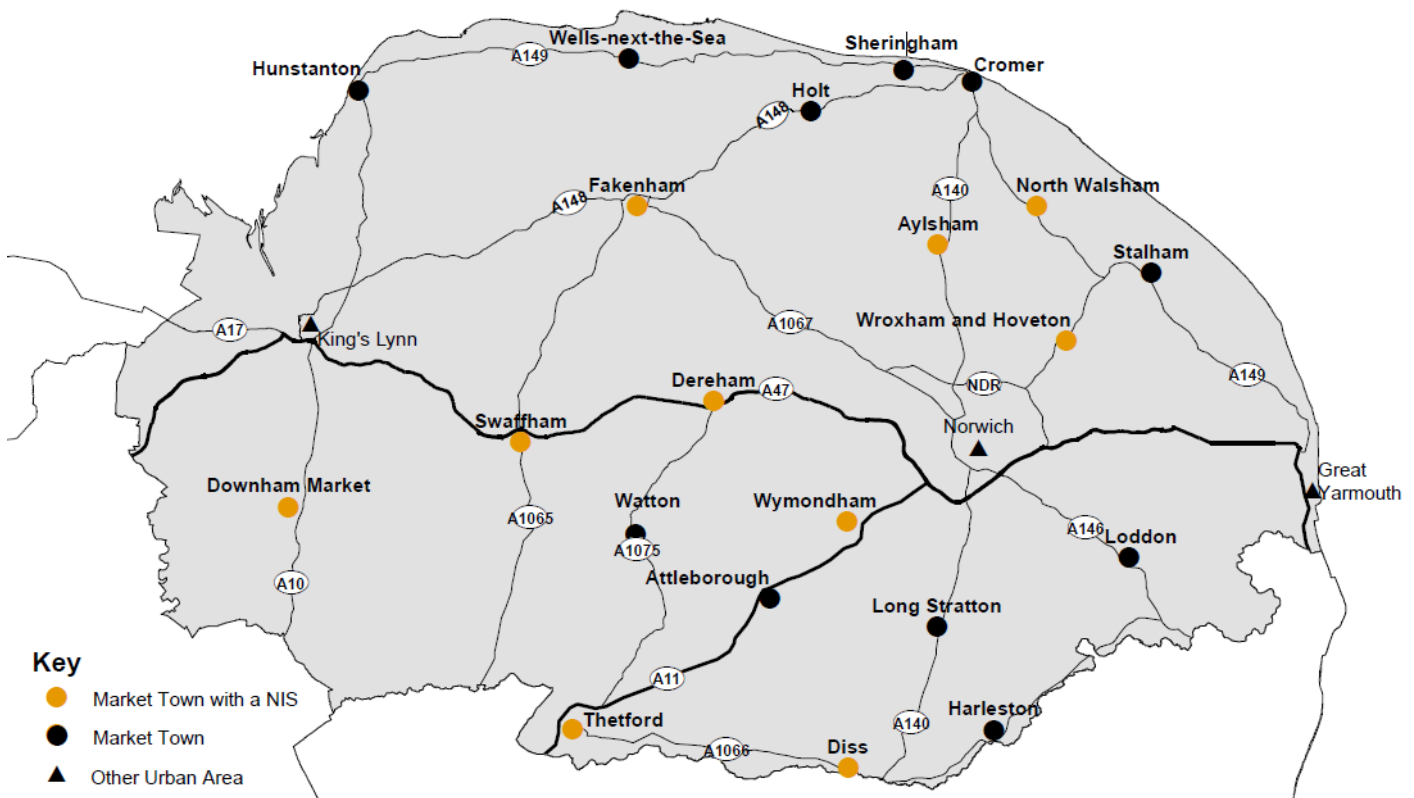 Wells-next-the-Sea
Sheringham
Hunstanton
A149
Cromer
Holt
A148
Fakenham
A148
A140
North Walsham
Aylsham
Stalham
A17
King's Lynn
A1067
Wroxham and Hoveton
Dereham
A47
NDR
A149
Swaffham
Norwich
Great
Yarmouth
Downham Market
Watton
Wymondham
A1065
A1075
A146
Loddon
A10
Attleborough
Long Stratton
Key
Market Town with a NIS
Market Town
Other Urban Area
A11
Thetford
A1066
Diss
A140
Harleston